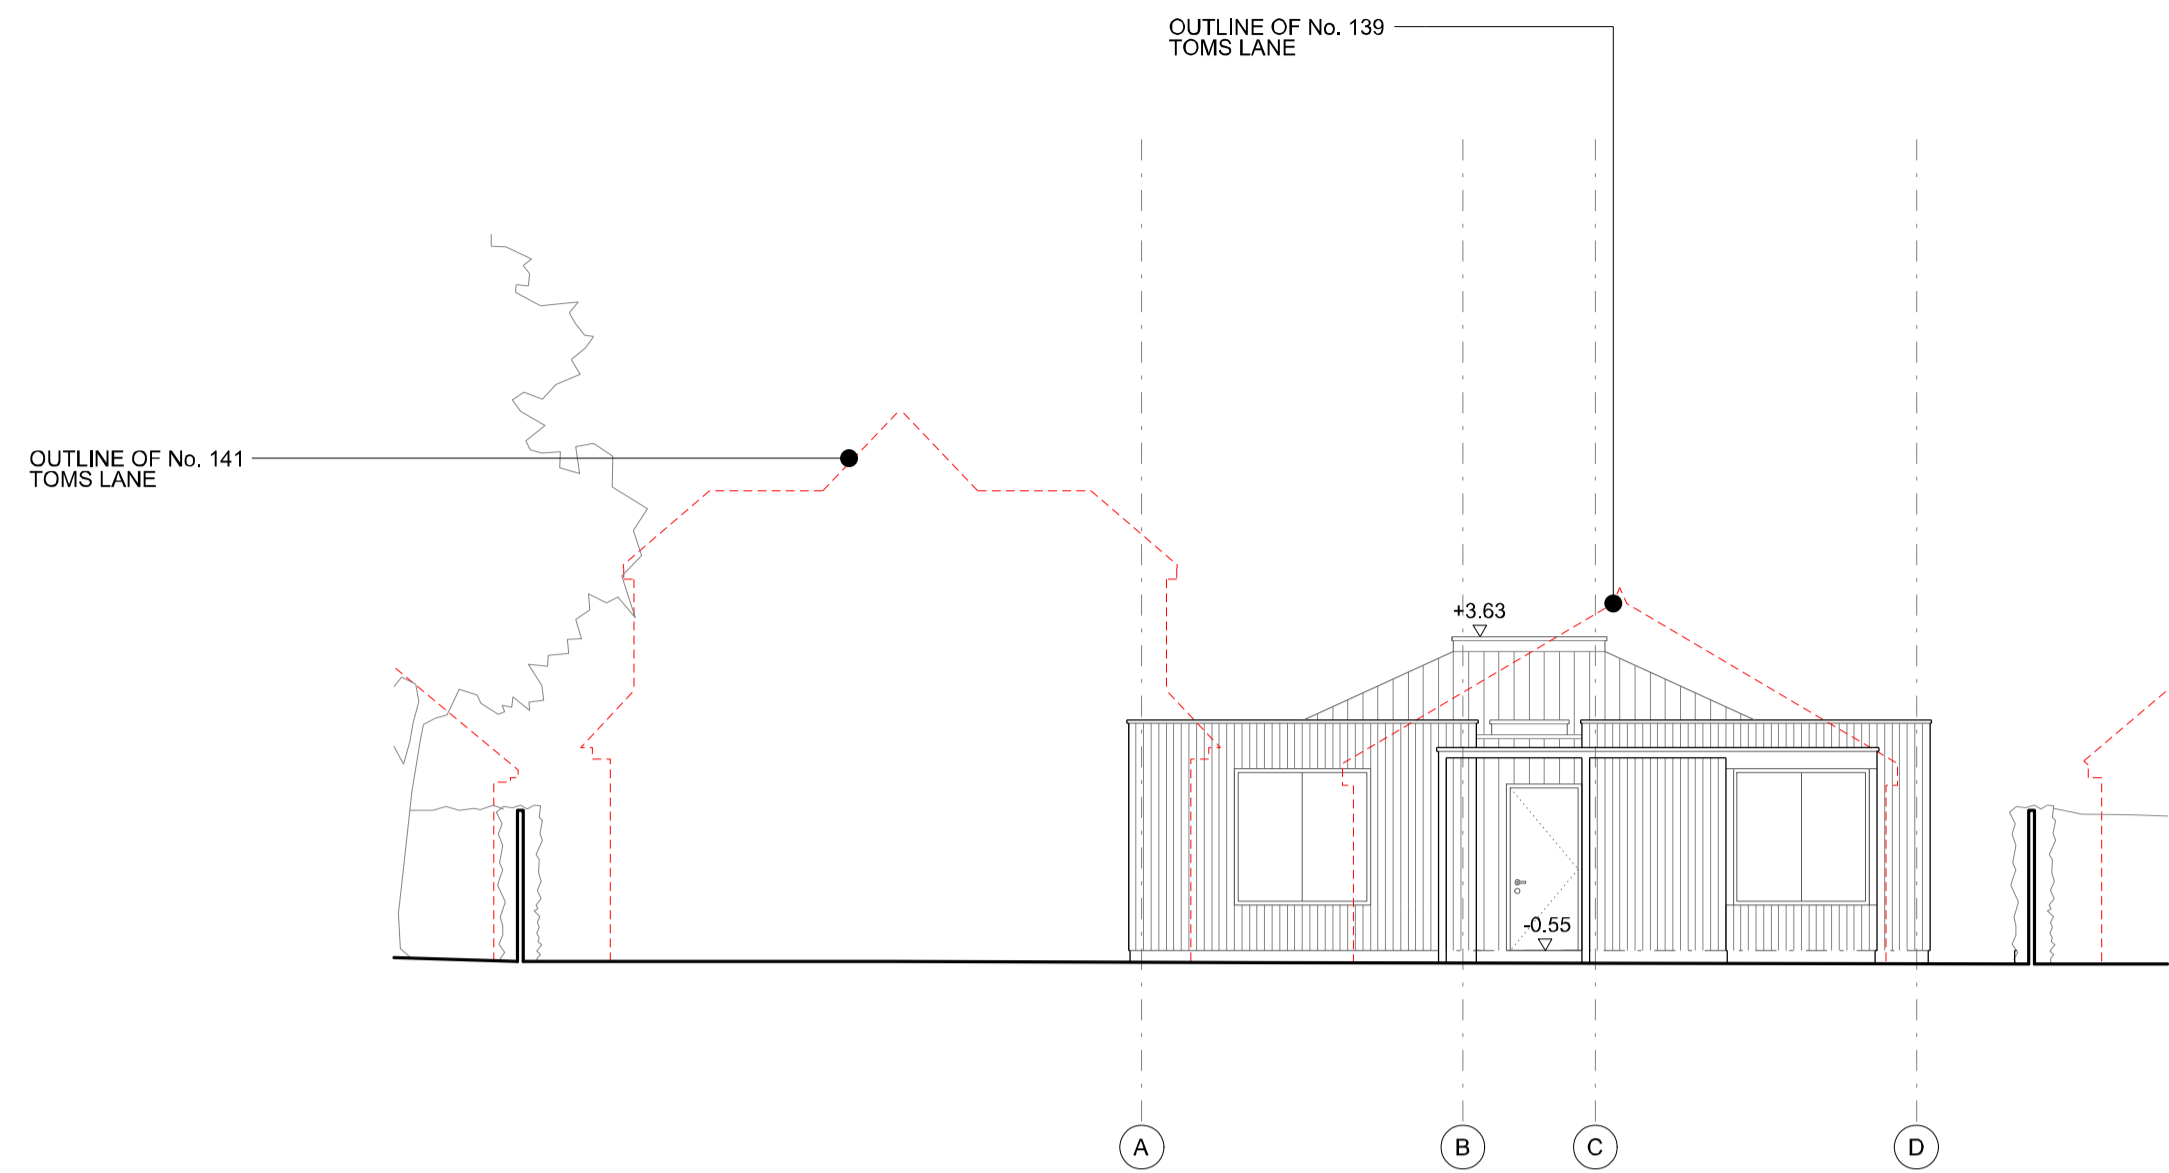 OUTLINE OF No. 139
TOMS LANE
OUTLINE OF No. 141
TOMS LANE
+3.63
-0.55
A
B
C
D